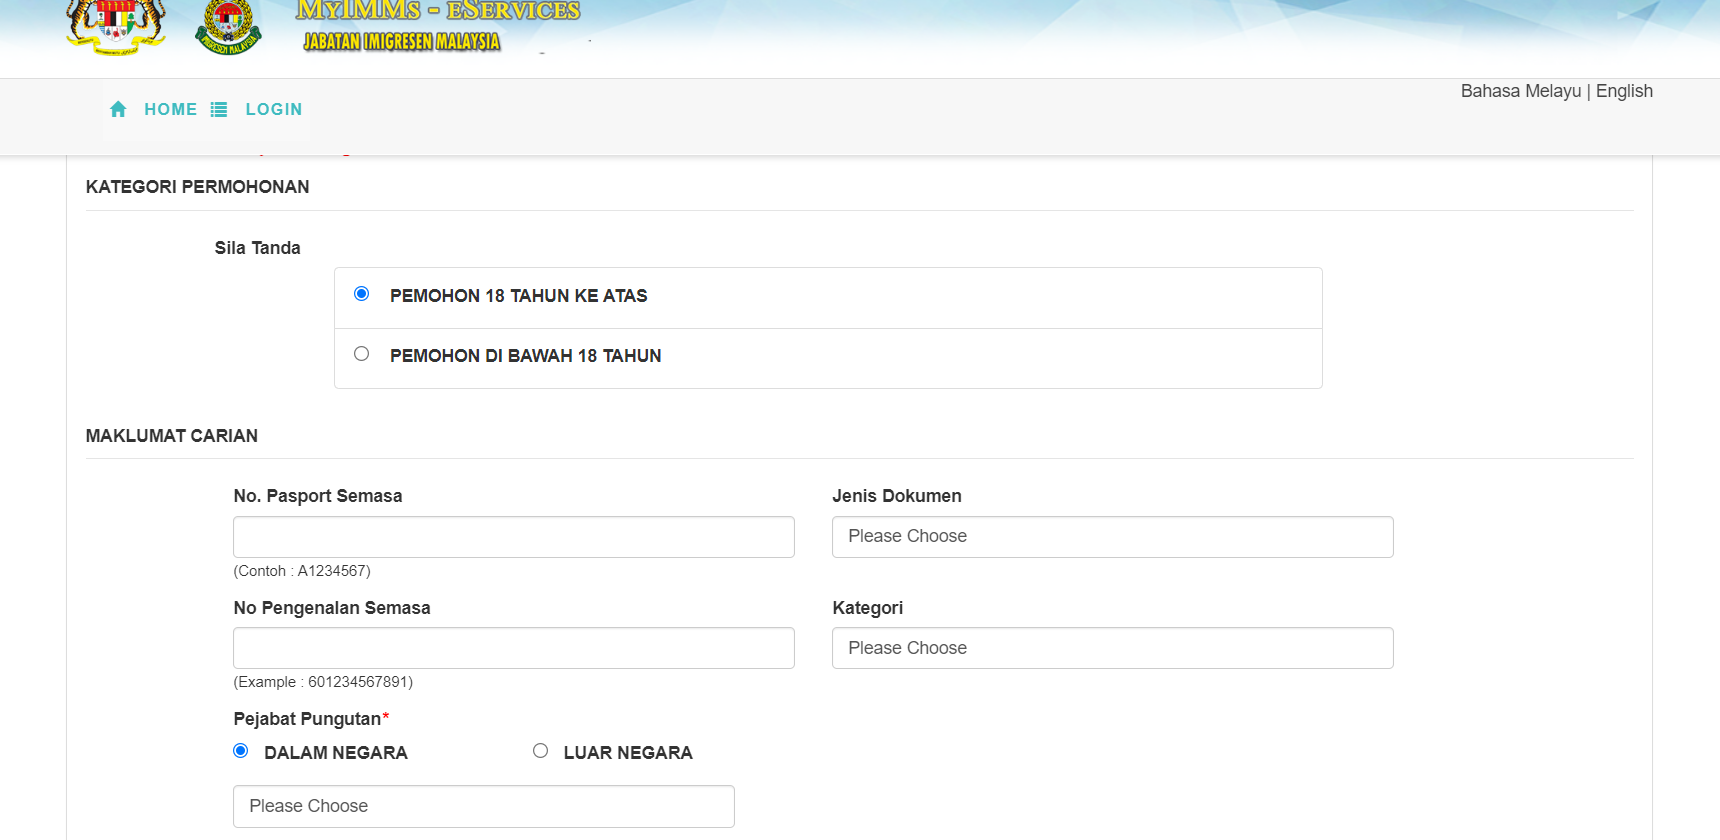 MYIMMS - ESERVICES
JABATAN IMIGRESEN MALAYSIA
Bahasa Melayu | English
HOME LOGIN
KATEGORI PERMOHONAN
Sila Tanda
PEMOHON 18 TAHUN KE ATAS
PEMOHON DI BAWAH 18 TAHUN
MAKLUMAT CARIAN
No. Pasport Semasa Jenis Dokumen
Please Choose
(Contoh : A1234567)
No Pengenalan Semasa Kategori
Please Choose
(Example : 601234567891)
Pejabat Pungutan*
DALAM NEGARA LUAR NEGARA
Please Choose